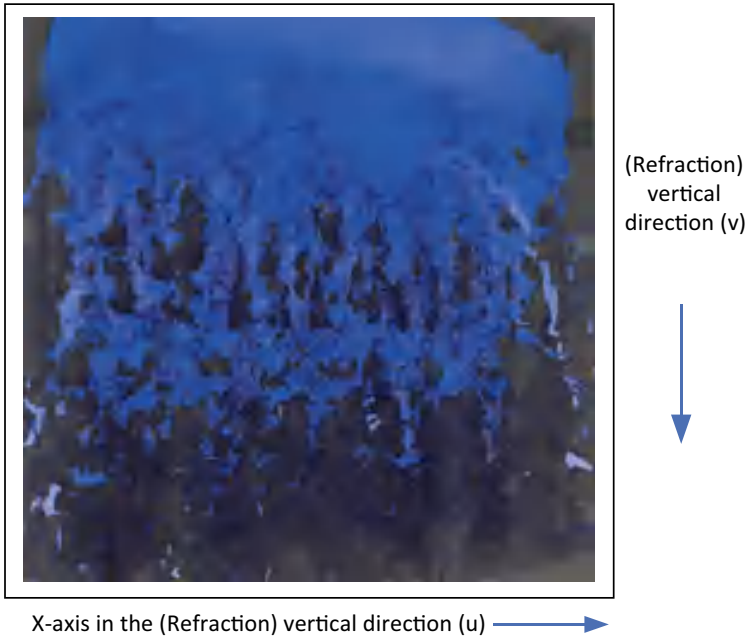 (Refraction)
vertical
direction (v)
X-axis in the (Refraction) vertical direction (u)